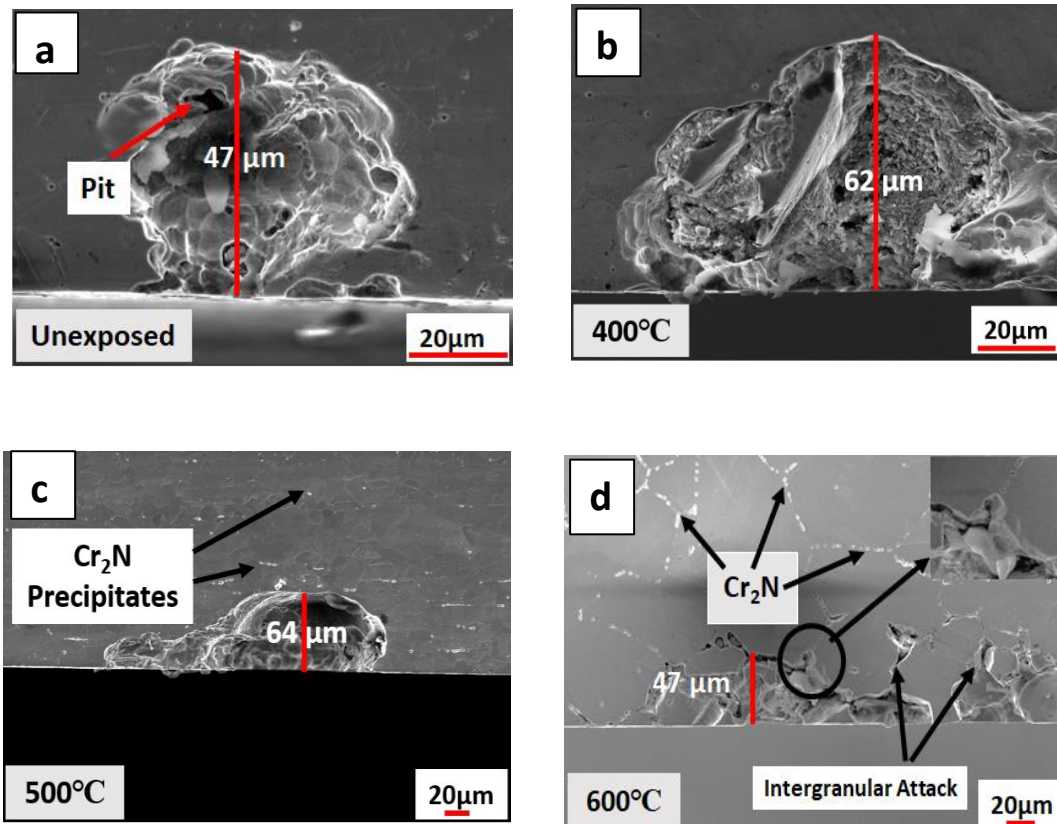 a
47 μm
Pit
Unexposed
20μm
b
62 μm
400℃
20μm
c
Cr₂N
Precipitates
64 μm
500℃
20μm
d
Cr₂N
47 μm
Intergranular Attack
600℃
20μm